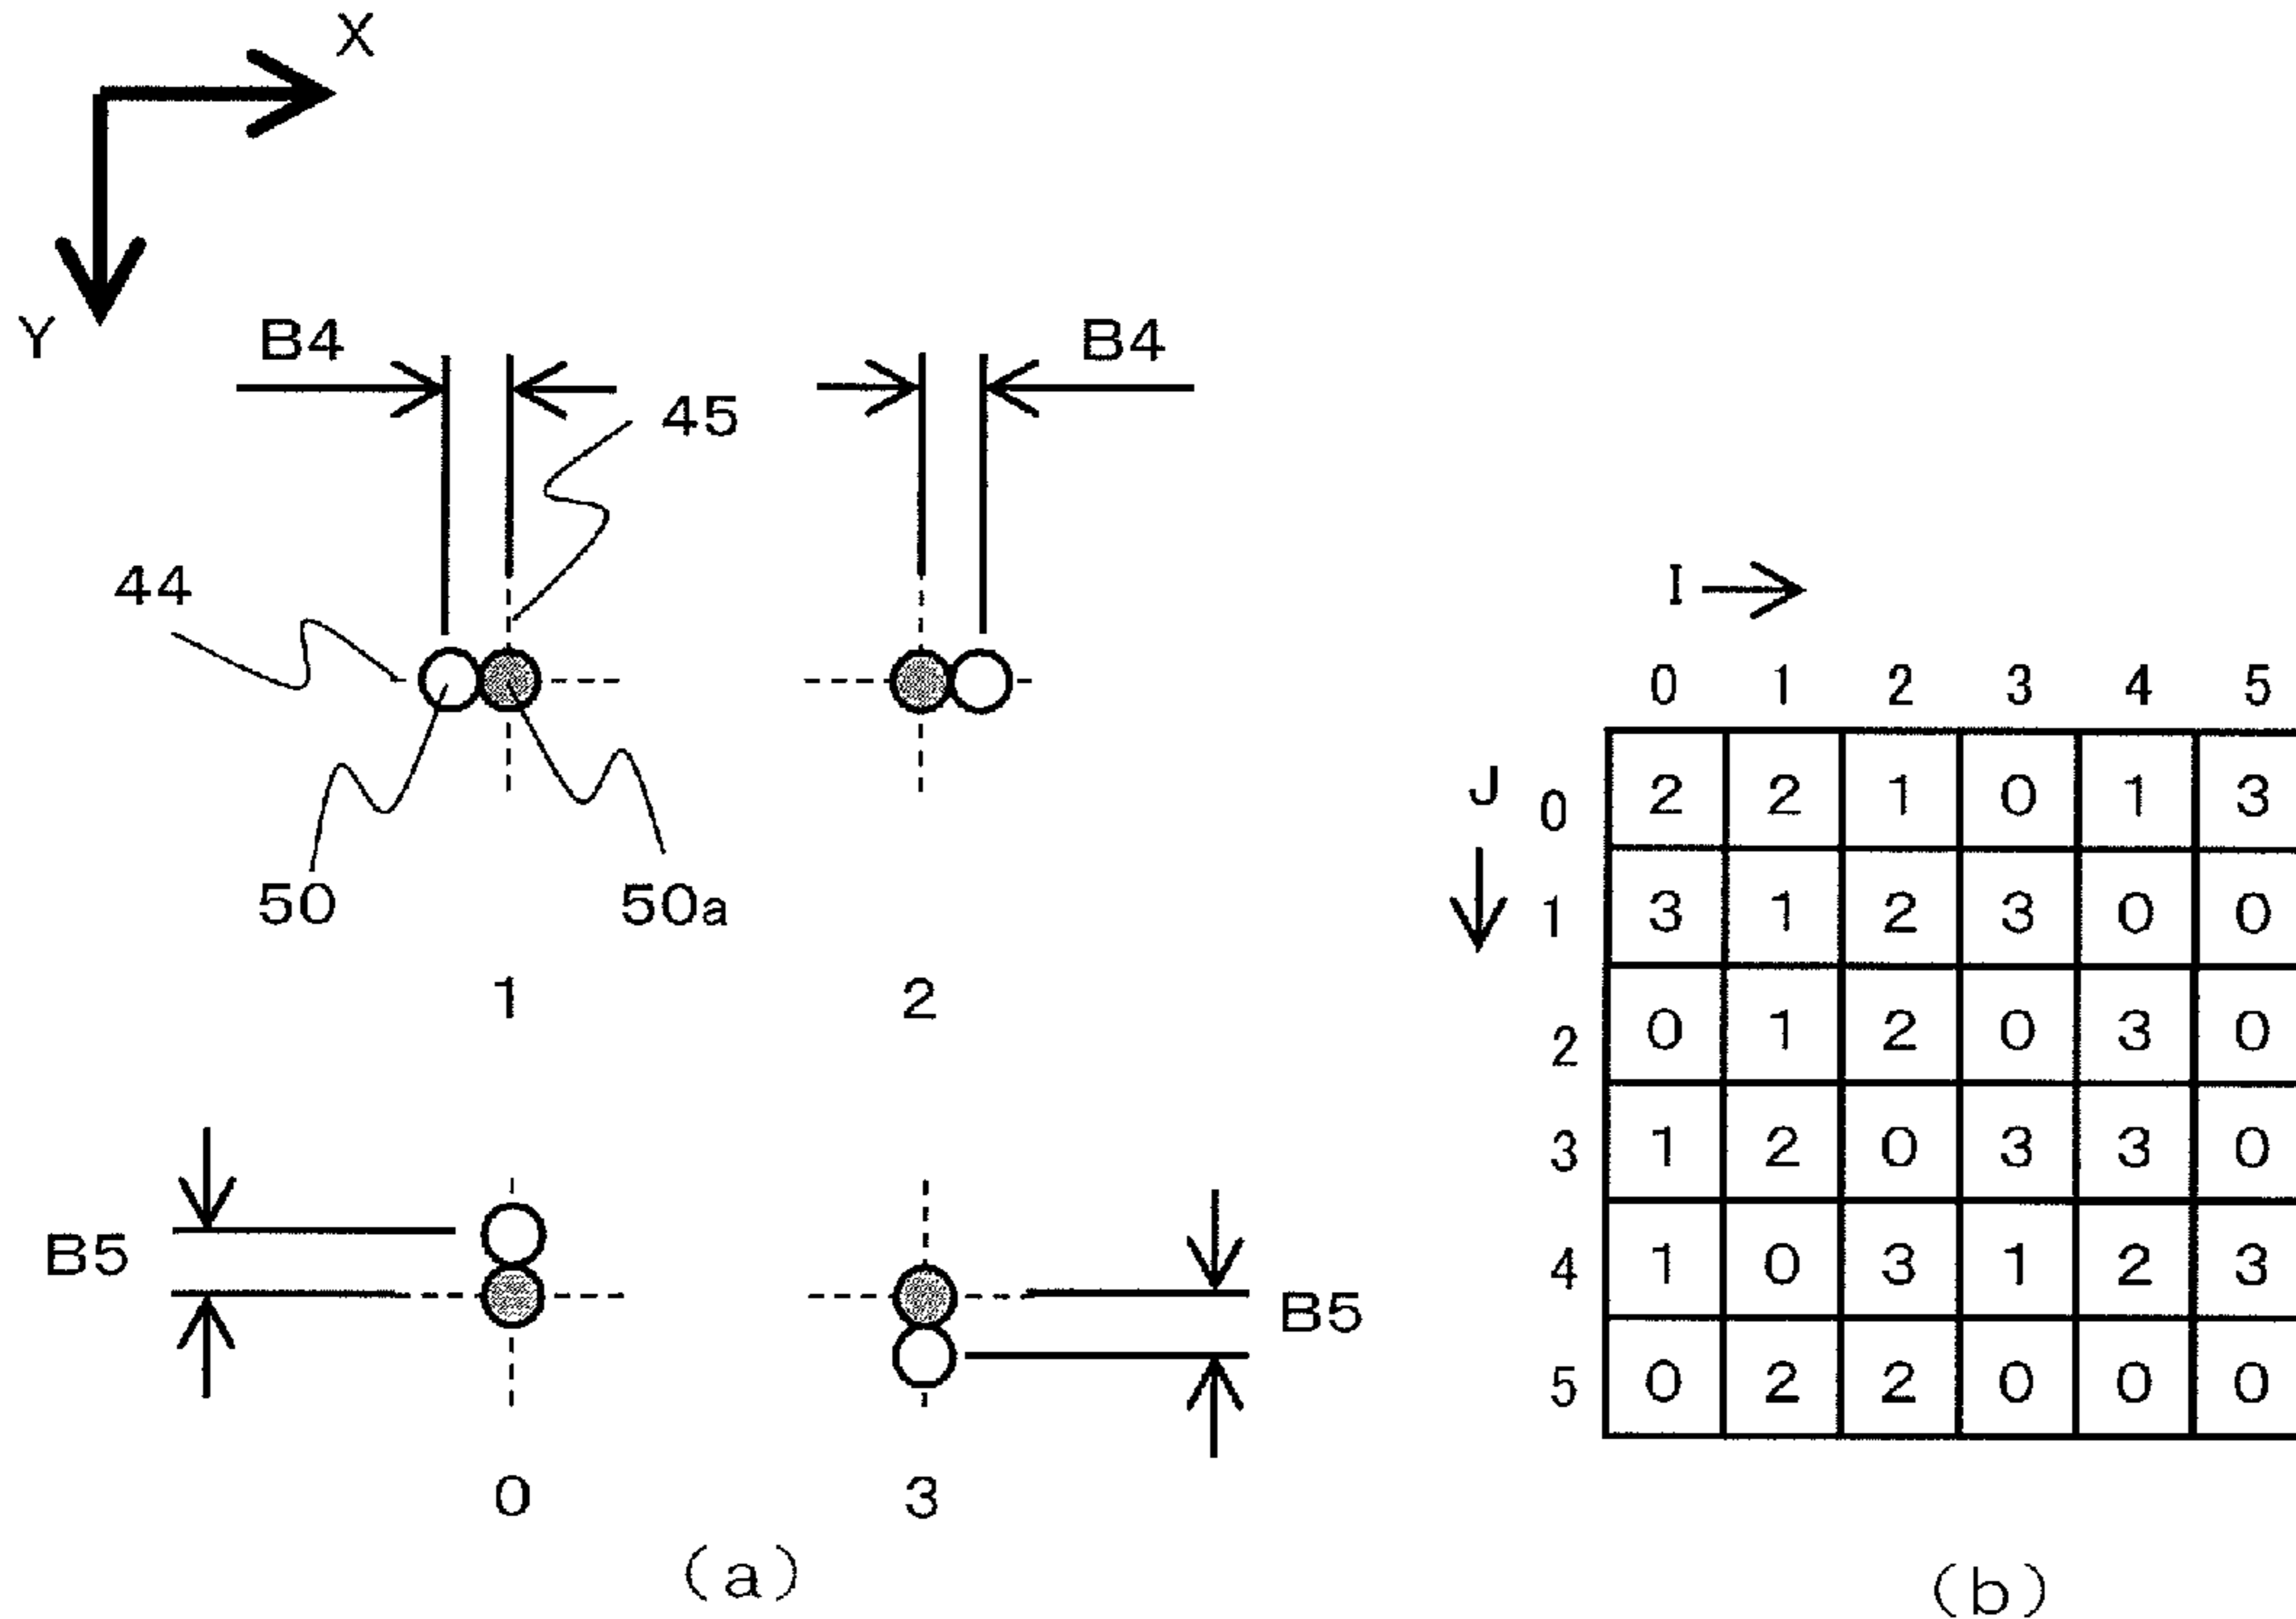 X
Y
B4 B4
45
44
50 50a
1 2
B5 B5
0 3
(a)
I
0 1 2 3 4 5
J 0 2 2 1 0 1 3
1 3 1 2 3 0 0
2 0 1 2 0 3 0
3 1 2 0 3 3 0
4 1 0 3 1 2 3
5 0 2 2 0 0 0
(b)